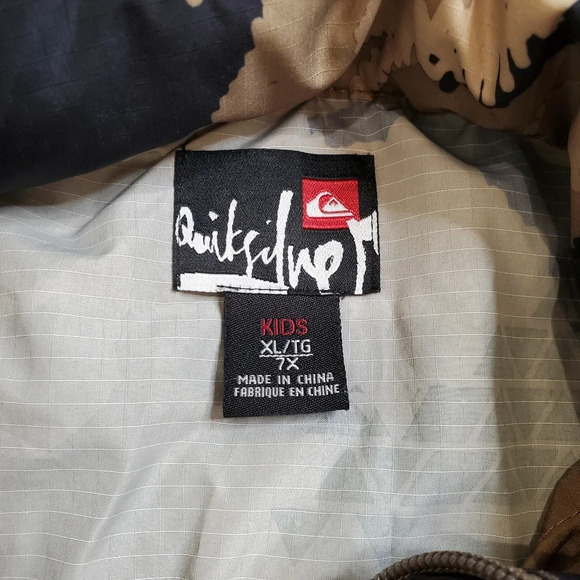 Quiksilver
KIDS
XL/TG
7X
MADE IN CHINA
FABRIQUE EN CHINE